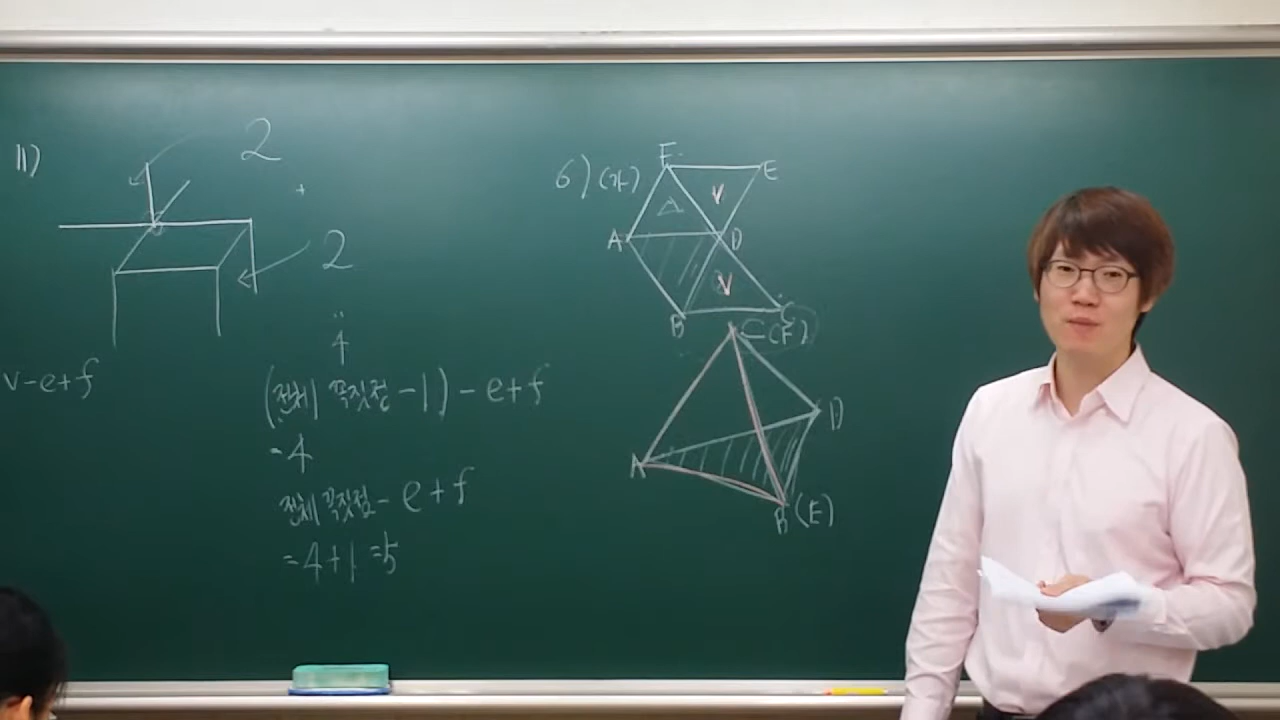 11)
2
2
"
4
v-e+f
(전체 꼭짓점 -1) - e+f
=4
전체 꼭짓점 - e+f
=4+1=5
6) (가)
F
E
A
D
B
C
C(F)
D
A
B(E)